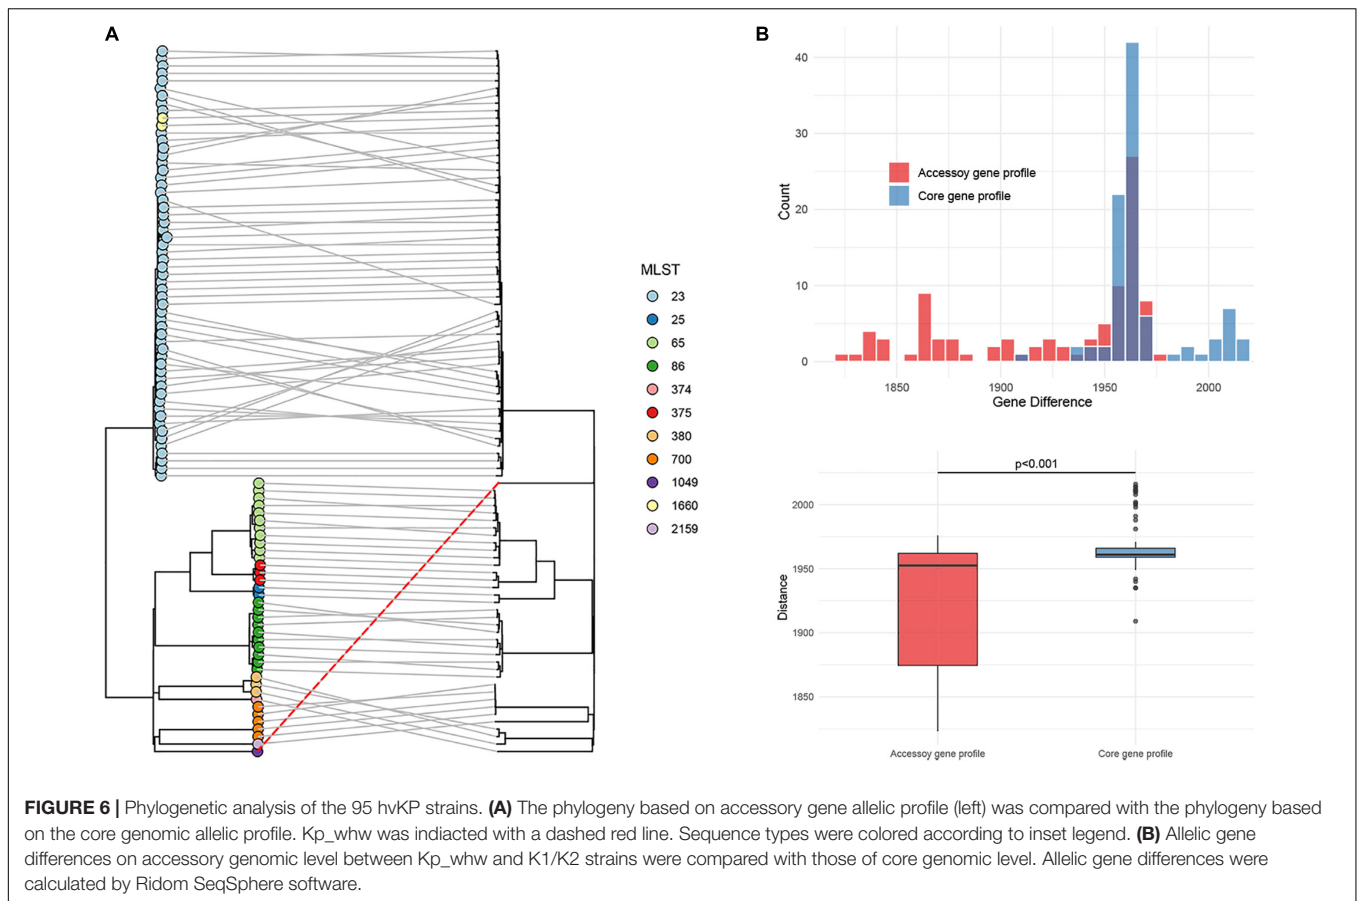 A
MLST
23
25
65
86
374
375
380
700
1049
1660
2159
B
40
30
20
10
0
Count
Accessoy gene profile
Core gene profile
1850
1900
1950
2000
Gene Difference
p<0.001
2000
1950
1900
1850
Distance
Accessoy gene profile
Core gene profile
FIGURE 6 | Phylogenetic analysis of the 95 hvKP strains. (A) The phylogeny based on accessory gene allelic profile (left) was compared with the phylogeny based
on the core genomic allelic profile. Kp_whw was indiacted with a dashed red line. Sequence types were colored according to inset legend. (B) Allelic gene
differences on accessory genomic level between Kp_whw and K1/K2 strains were compared with those of core genomic level. Allelic gene differences were
calculated by Ridom SeqSphere software.